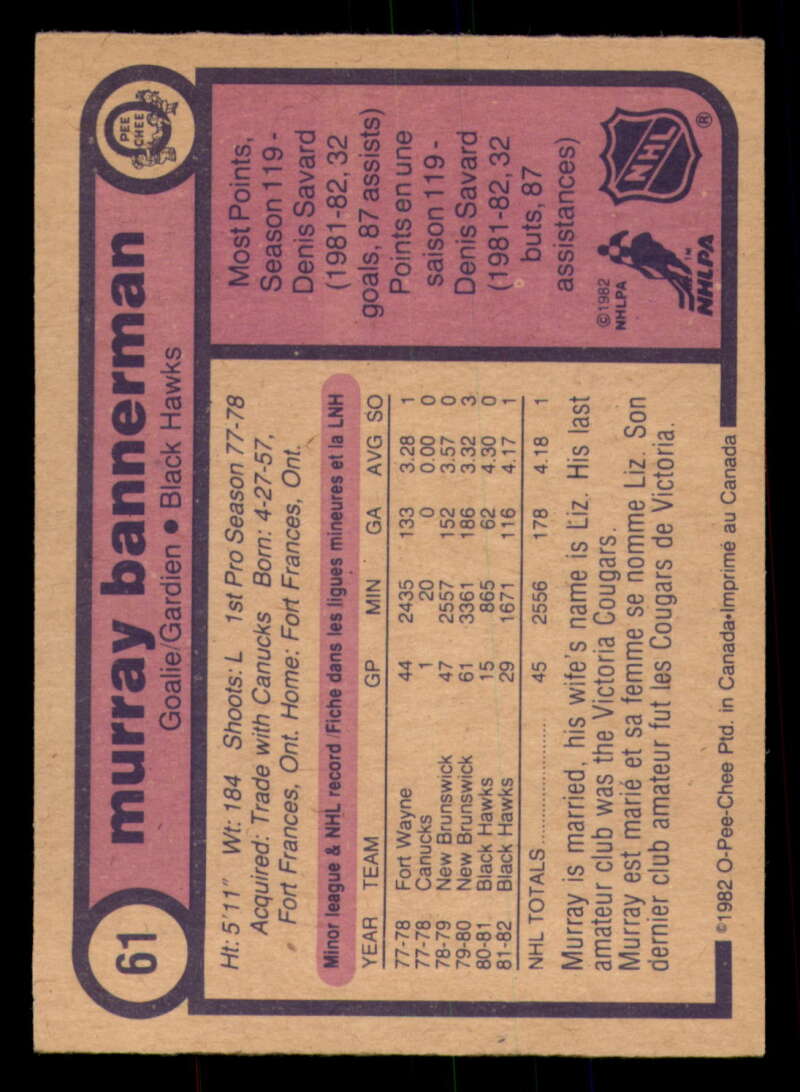 61
murray bannerman
Goalie/Gardien • Black Hawks
O
PEE
CHEE
Ht: 5'11" Wt: 184 Shoots: L 1st Pro Season 77-78
Acquired: Trade with Canucks Born: 4-27-57,
Fort Frances, Ont. Home: Fort Frances, Ont.
Minor league & NHL record/Fiche dans les ligues mineures et la LNH
YEAR TEAM GP MIN GA AVG SO
77-78 Fort Wayne 44 2435 133 3.28 1
77-78 Canucks 1 20 0 0.00 0
78-79 New Brunswick 47 2557 152 3.57 0
79-80 New Brunswick 61 3361 186 3.32 3
80-81 Black Hawks 15 865 62 4.30 0
81-82 Black Hawks 29 1671 116 4.17 1
NHL TOTALS .................... 45 2556 178 4.18 1
Murray is married, his wife's name is Liz. His last
amateur club was the Victoria Cougars.
Murray est marié et sa femme se nomme Liz. Son
dernier club amateur fut les Cougars de Victoria.
Most Points,
Season 119 -
Denis Savard
(1981-82, 32
goals, 87 assists)
Points en une
saison 119 -
Denis Savard
(1981-82, 32
buts, 87
assistances)
©1982
NHLPA
NHLPA™
NHL®
©1982 O-Pee-Chee Ptd. in Canada•Imprimé au Canada